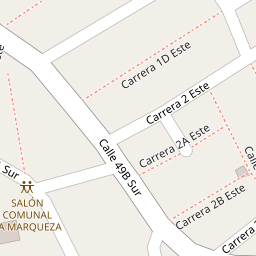 Este
Carrera 1D Este
Carrera 2 Este
Calle 49B Sur
Carrera 2A Este
Calle
Sur
SALÓN
COMUNAL
A MARQUEZA
Carrera 2B Este
Carrera